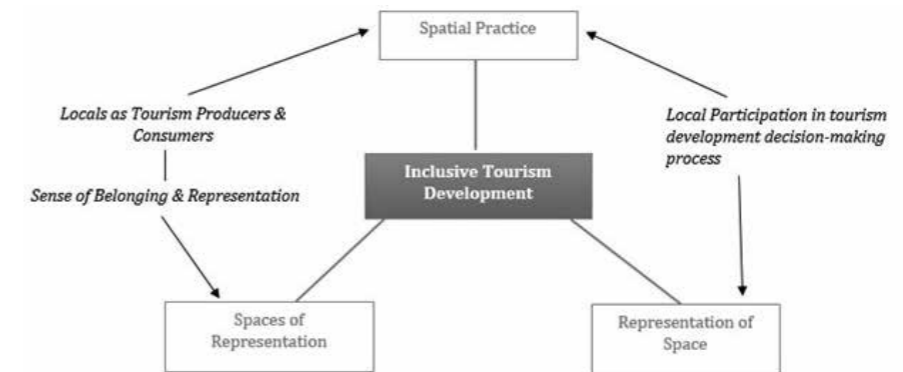 Spatial Practice
Locals as Tourism Producers &
Consumers
Local Participation in tourism
development decision-making
process
Inclusive Tourism
Development
Sense of Belonging & Representation
Spaces of
Representation
Representation of
Space